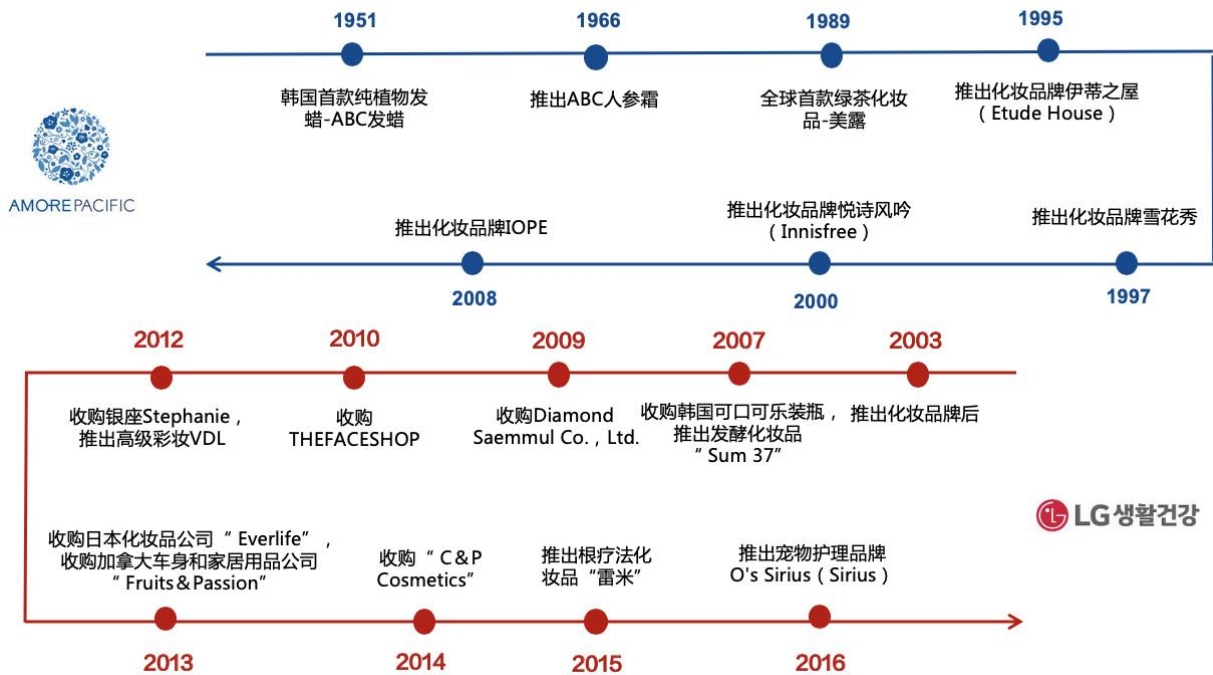 1951
1966
1989
1995
韩国首款纯植物发
蜡-ABC发蜡
推出ABC人参霜
全球首款绿茶化妆
品-美露
推出化妆品牌伊蒂之屋
（Etude House）
AMOREPACIFIC
推出化妆品牌IOPE
推出化妆品牌悦诗风吟
（Innisfree）
推出化妆品牌雪花秀
2008
2000
1997
2012
2010
2009
2007
2003
收购银座Stephanie，
推出高级彩妆VDL
收购
THEFACESHOP
收购Diamond
Saemmul Co.，Ltd.
收购韩国可口可乐装瓶，
推出发酵化妆品
“Sum 37”
推出化妆品牌后
LG생활건강
收购日本化妆品公司“Everlife”，
收购加拿大车身和家居用品公司
“Fruits&Passion”
收购“C&P
Cosmetics”
推出根疗法化
妆品“雷米”
推出宠物护理品牌
O's Sirius（Sirius）
2013
2014
2015
2016